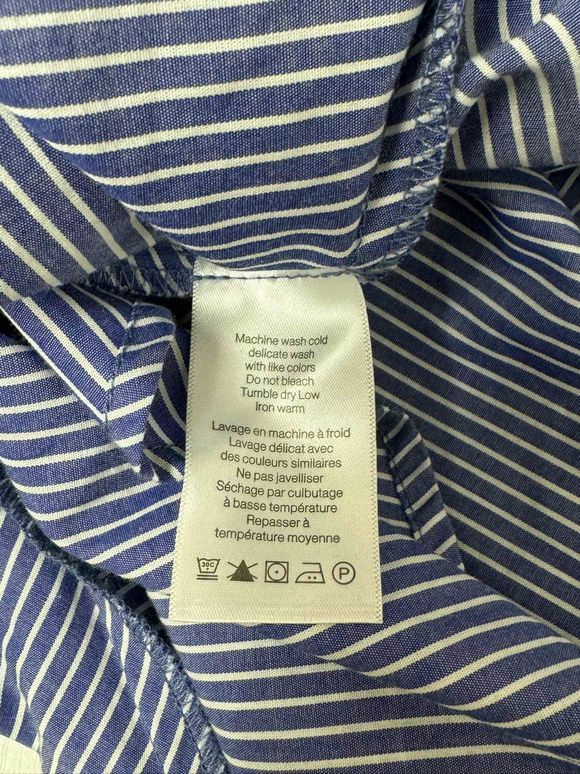 Machine wash cold
delicate wash
with like colors
Do not bleach
Tumble dry Low
Iron warm
Lavage en machine à froid
Lavage délicat avec
des couleurs similaires
Ne pas javelliser
Séchage par culbutage
à basse température
Repasser à
température moyenne
30C P